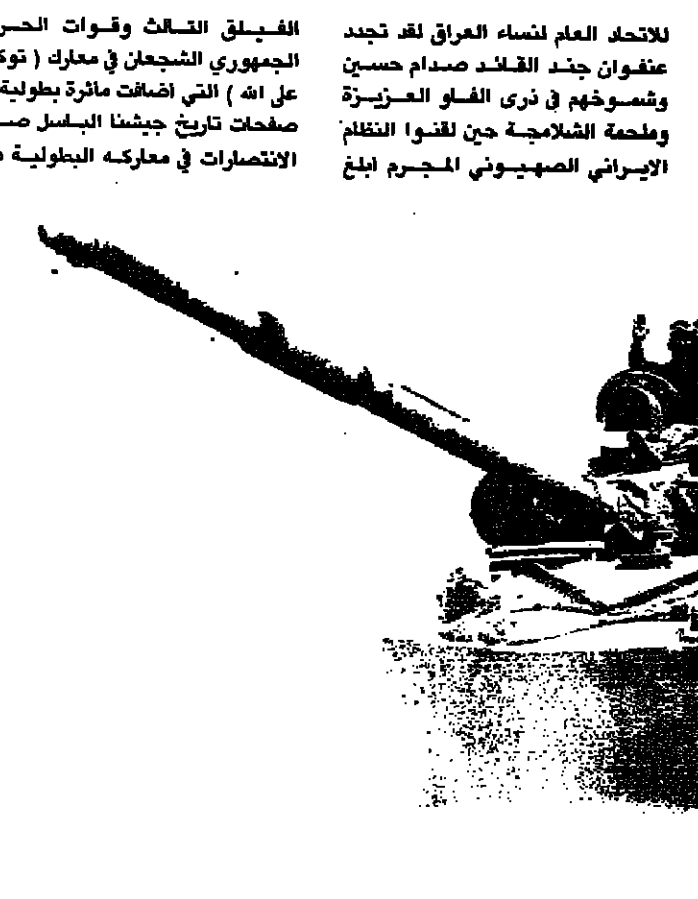 للاتحاد العام لنساء العراق لقد تجدد
عنفوان جند القائد صدام حسين
وشموخهم في ذرى الفاو العزيزة
وملحمة الشلامجة حين لقنوا النظام
الايراني الصهيوني المجرم ابلغ
الفيلق الثالث وقوات
الجمهوري الشجعان في معارك (
على الله ) التي اضافت مأثرة بطولية
صفحات تاريخ جيشنا الباسل
الانتصارات في معاركه البطولية